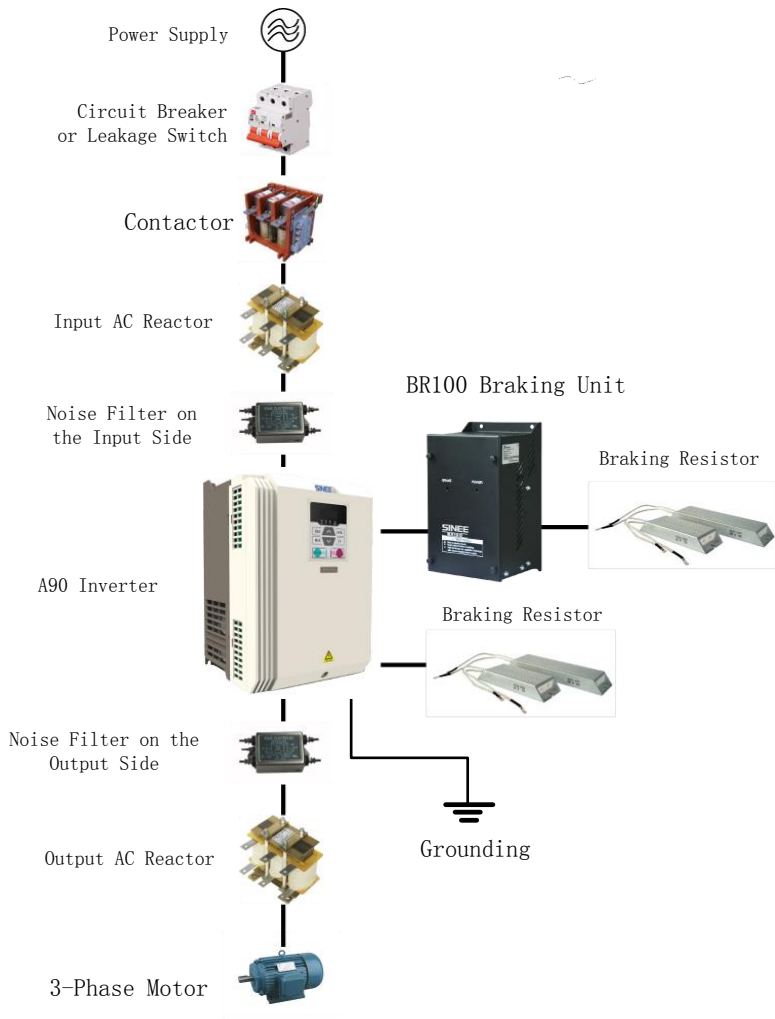 Power Supply
Circuit Breaker
or Leakage Switch
Contactor
Input AC Reactor
Noise Filter on
the Input Side
BR100 Braking Unit
Braking Resistor
SINEE
SINEE
A90 Inverter
Braking Resistor
Noise Filter on the
Output Side
Output AC Reactor
Grounding
3-Phase Motor